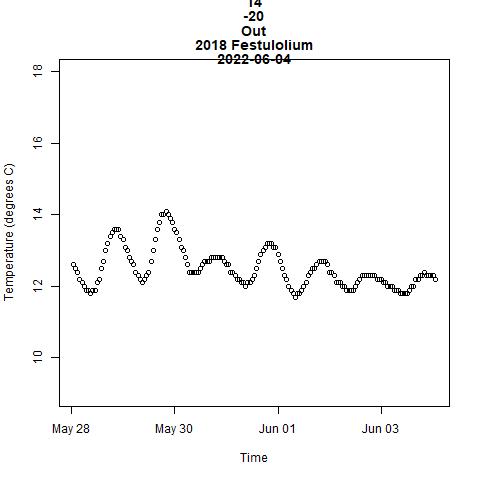 14
-20
Out
2018 Festulolium
2022-06-04
Temperature (degrees C)
18
16
14
12
10
May 28
May 30
Jun 01
Jun 03
Time